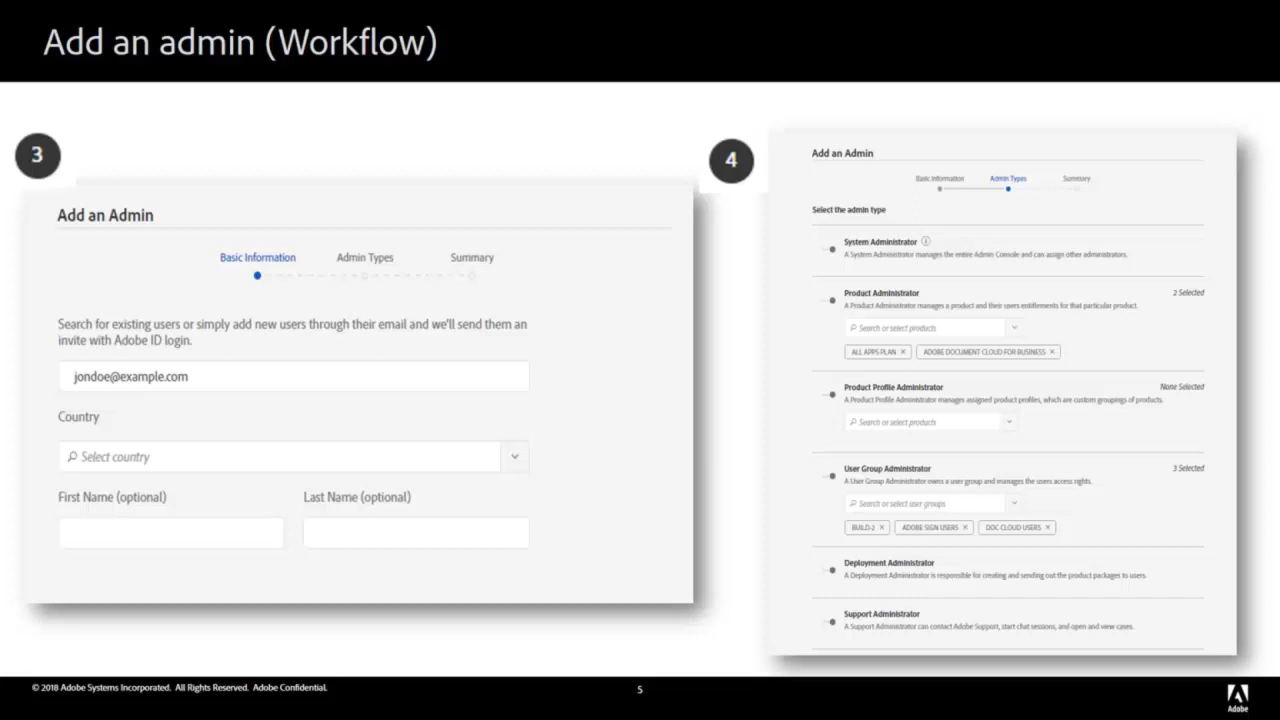 Add an admin (Workflow)
3
Add an Admin
Basic Information Admin Types Summary
Search for existing users or simply add new users through their email and we'll send them an
invite with Adobe ID login.
jondoe@example.com
Country
Select country
First Name (optional) Last Name (optional)
4
Add an Admin
Basic Information Admin Types Summary
Select the admin type
System Administrator
A System Administrator manages the entire Admin Console and can assign other administrators.
Product Administrator 2 Selected
A Product Administrator manages a product and their users entitlements for that particular product.
Search or select products
ALL APPS PLAN × ADOBE DOCUMENT CLOUD FOR BUSINESS ×
Product Profile Administrator None Selected
A Product Profile Administrator manages assigned product profiles, which are custom groupings of products.
Search or select products
User Group Administrator 3 Selected
A User Group Administrator owns a user group and manages the users access rights.
Search or select user groups
BUILD-2 × ADOBE SIGN USERS × DOC CLOUD USERS ×
Deployment Administrator
A Deployment Administrator is responsible for creating and sending out the product packages to users.
Support Administrator
A Support Administrator can contact Adobe Support, start chat sessions, and open and view cases.
© 2018 Adobe Systems Incorporated. All Rights Reserved. Adobe Confidential.
5
Adobe